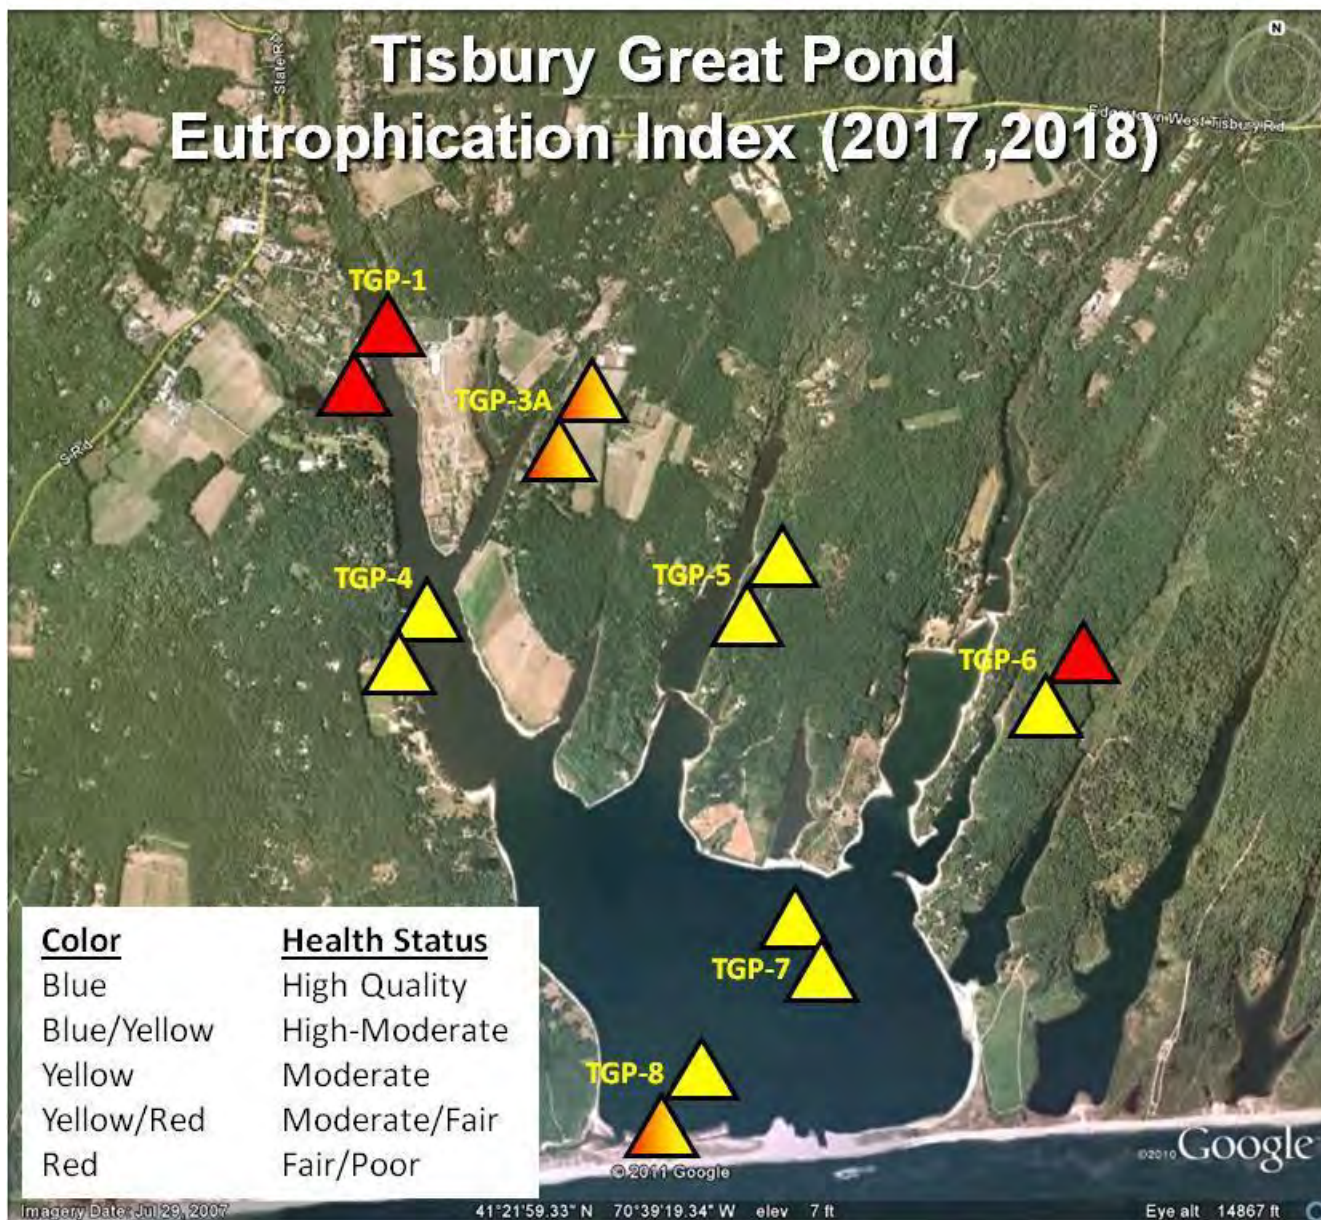 Tisbury Great Pond
Eutrophication Index (2017,2018)
N
State Rd
Edgartown West Tisbury Rd
TGP-1
TGP-3A
S Rd
TGP-4
TGP-5
TGP-6
TGP-7
TGP-8
Color Health Status
Blue High Quality
Blue/Yellow High-Moderate
Yellow Moderate
Yellow/Red Moderate/Fair
Red Fair/Poor
©2010 Google
© 2011 Google
Imagery Date: Jul 29, 2007 41°21'59.33" N 70°39'19.34" W elev 7 ft Eye alt 14867 ft